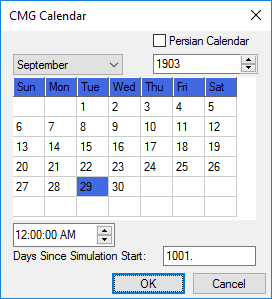 CMG Calendar
Persian Calendar
September 1903
Sun Mon Tue Wed Thu Fri Sat
1 2 3 4 5
6 7 8 9 10 11 12
13 14 15 16 17 18 19
20 21 22 23 24 25 26
27 28 29 30
12:00:00 AM
Days Since Simulation Start: 1001.
OK Cancel